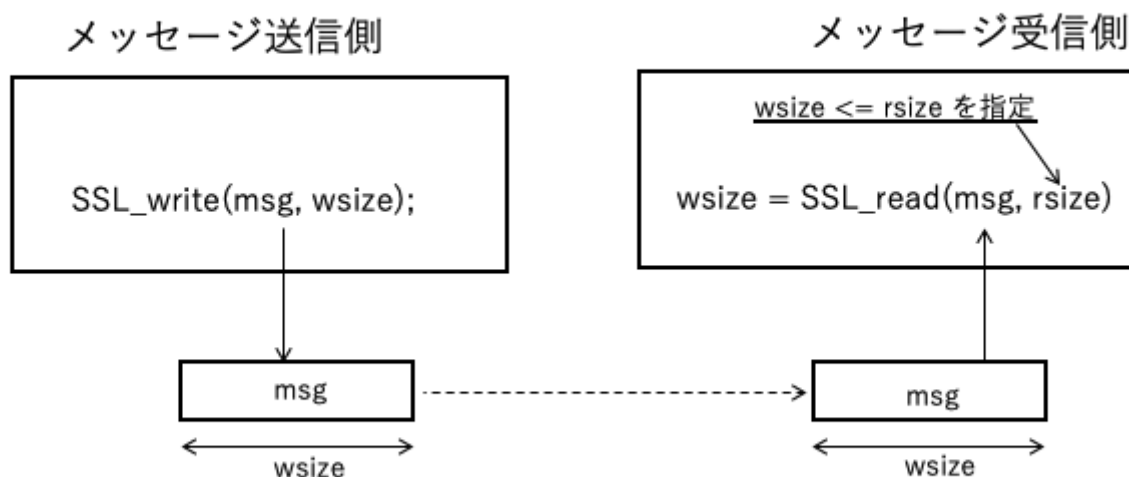 メッセージ送信側
メッセージ受信側
wsize <= rsize を指定
SSL_write(msg, wsize);
wsize = SSL_read(msg, rsize)
msg
msg
wsize
wsize